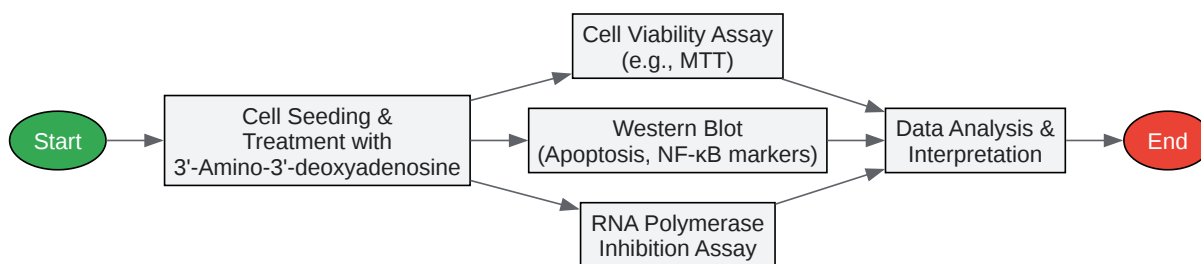 Start
Cell Seeding &
Treatment with
3'-Amino-3'-deoxyadenosine
Cell Viability Assay
(e.g., MTT)
Western Blot
(Apoptosis, NF-κB markers)
RNA Polymerase
Inhibition Assay
Data Analysis &
Interpretation
End